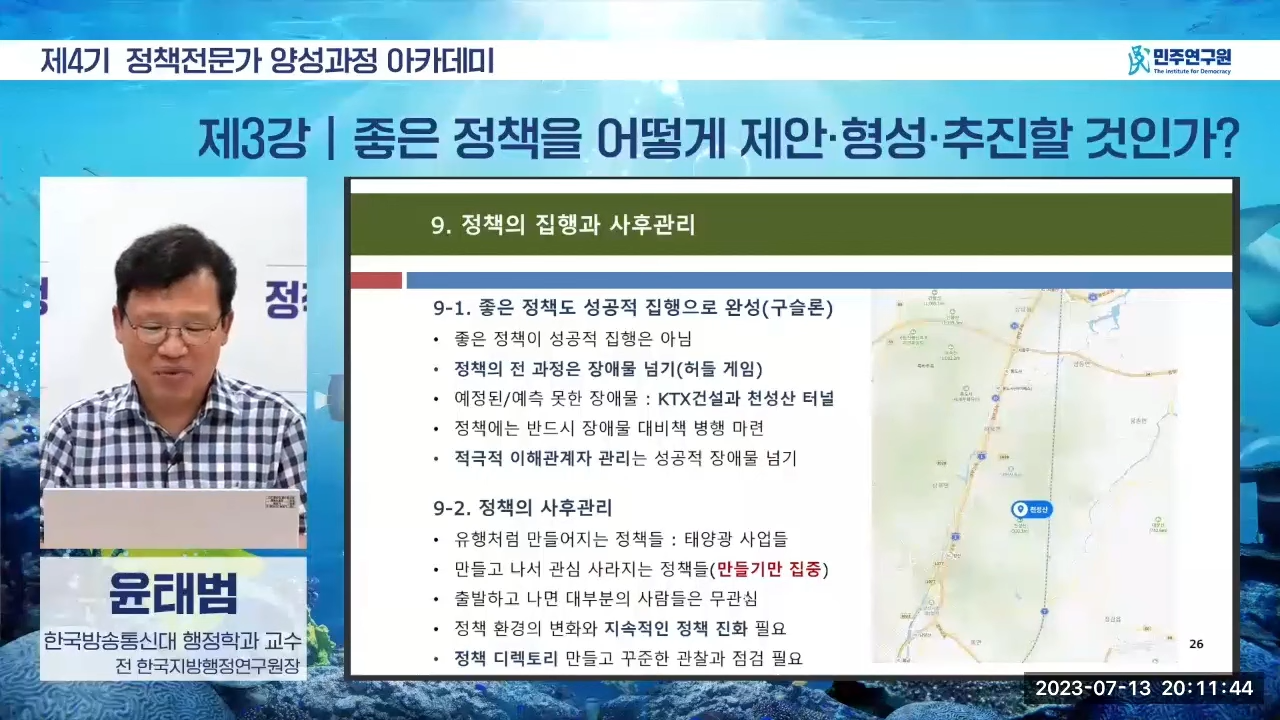 제4기 정책전문가 양성과정 아카데미
민주연구원
The Institute for Democracy
제3강 | 좋은 정책을 어떻게 제안·형성·추진할 것인가?
9. 정책의 집행과 사후관리
9-1. 좋은 정책도 성공적 집행으로 완성(구슬론)
• 좋은 정책이 성공적 집행은 아님
• 정책의 전 과정은 장애물 넘기(허들 게임)
• 예정된/예측 못한 장애물 : KTX건설과 천성산 터널
• 정책에는 반드시 장애물 대비책 병행 마련
• 적극적 이해관계자 관리는 성공적 장애물 넘기
9-2. 정책의 사후관리
• 유행처럼 만들어지는 정책들 : 태양광 사업들
• 만들고 나서 관심 사라지는 정책들(만들기만 집중)
• 출발하고 나면 대부분의 사람들은 무관심
• 정책 환경의 변화와 지속적인 정책 진화 필요
• 정책 디렉토리 만들고 꾸준한 관찰과 점검 필요
천성산
26
윤태범
한국방송통신대 행정학과 교수
전 한국지방행정연구원장
2023-07-13 20:11:44